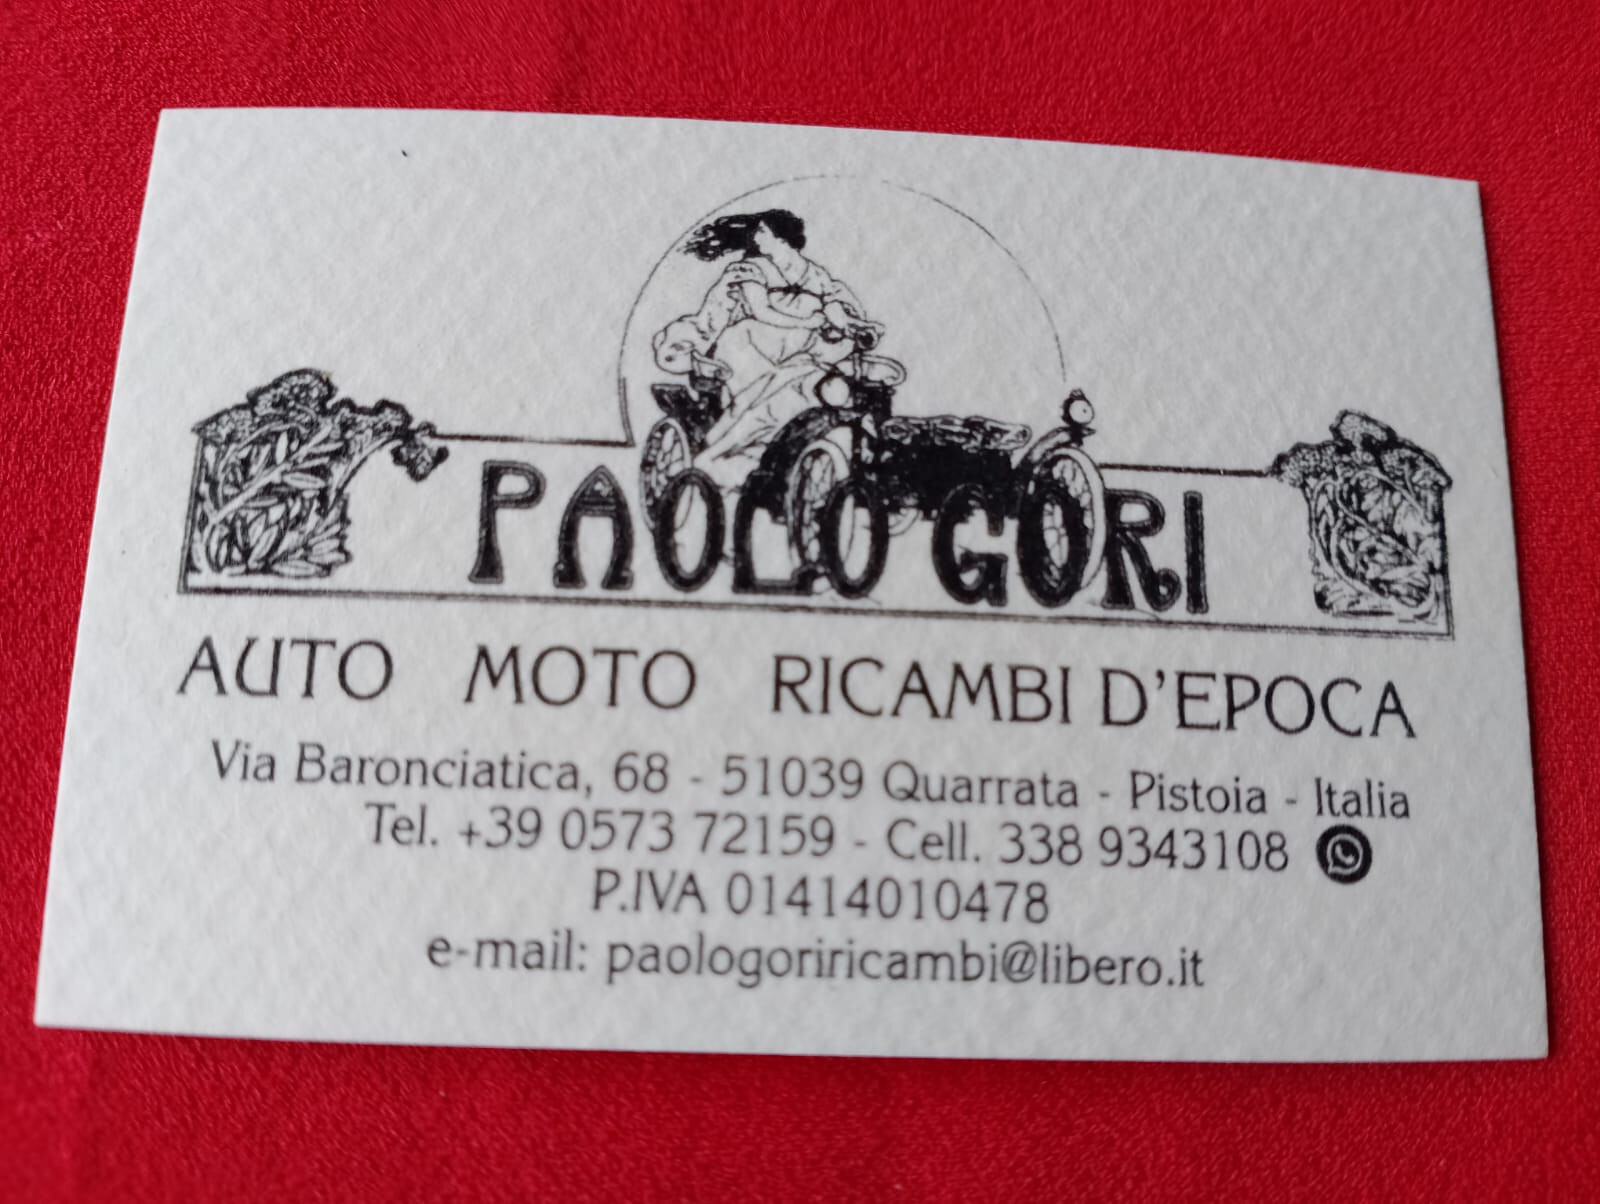 PAOLO GORI
AUTO MOTO RICAMBI D'EPOCA
Via Baronciatica, 68 - 51039 Quarrata - Pistoia - Italia
Tel. +39 0573 72159 - Cell. 338 9343108
P.IVA 01414010478
e-mail: paologoriricambi@libero.it